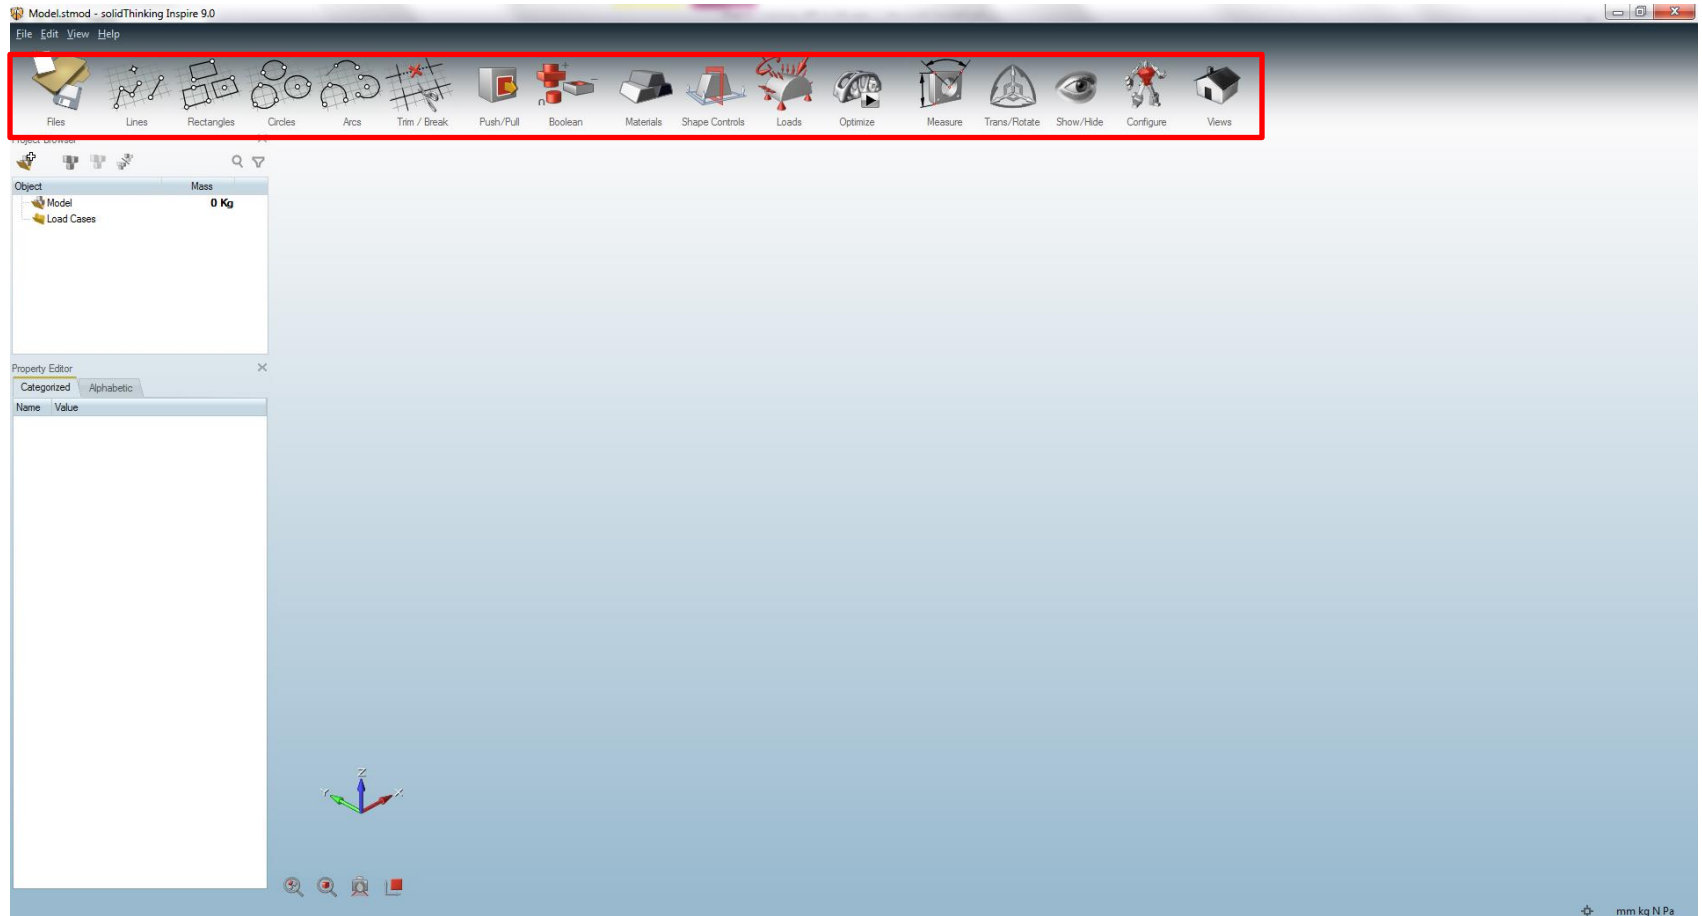 Model.stmod - solidThinking Inspire 9.0
File Edit View Help
Files Lines Rectangles Circles Arcs Trim / Break Push/Pull Boolean Materials Shape Controls Loads Optimize Measure Trans/Rotate Show/Hide Configure Views
Project Browser
Object Mass
Model 0 Kg
Load Cases
Property Editor
Categorized Alphabetic
Name Value
Z
Y X
mm kg N Pa